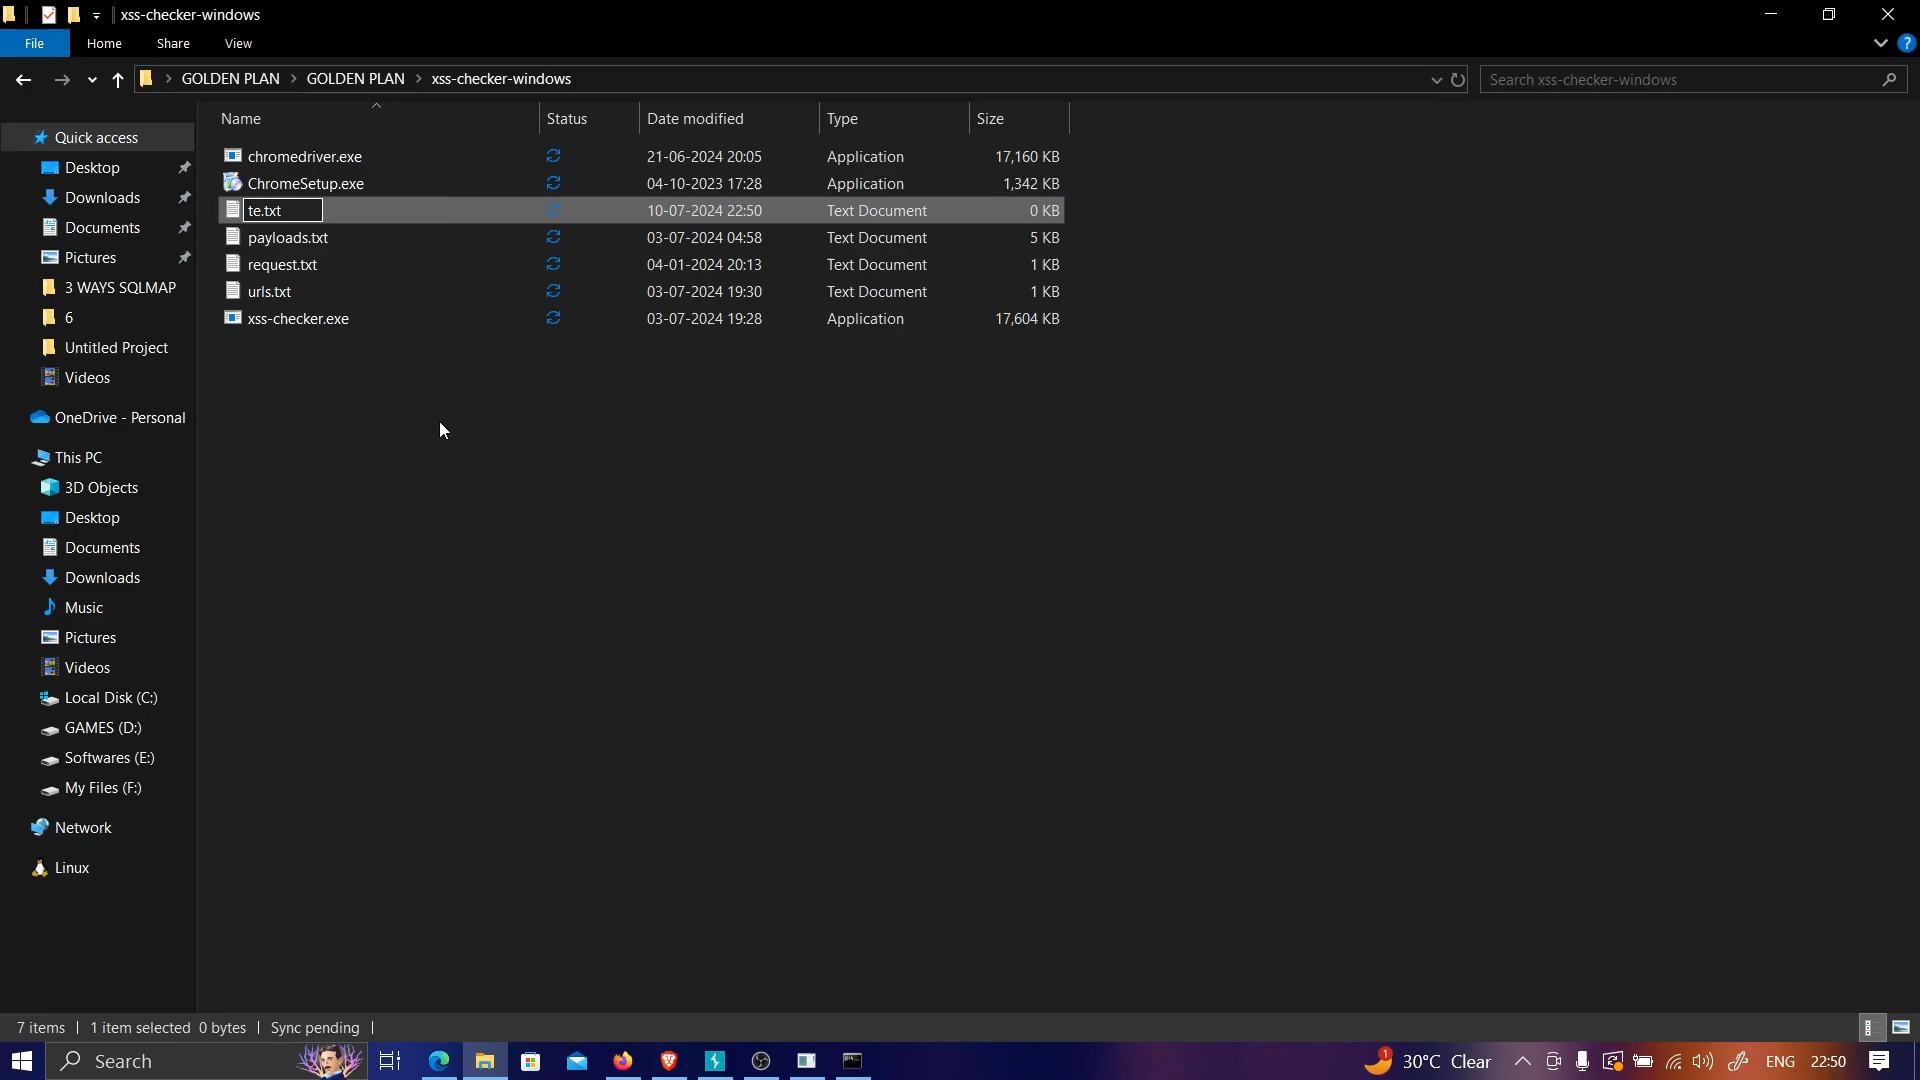 xss-checker-windows
File
Home
Share
View
GOLDEN PLAN
GOLDEN PLAN
xss-checker-windows
Search xss-checker-windows
Name
Status
Date modified
Type
Size
chromedriver.exe
21-06-2024 20:05
Application
17,160 KB
ChromeSetup.exe
04-10-2023 17:28
Application
1,342 KB
te.txt
10-07-2024 22:50
Text Document
0 KB
payloads.txt
03-07-2024 04:58
Text Document
5 KB
request.txt
04-01-2024 20:13
Text Document
1 KB
urls.txt
03-07-2024 19:30
Text Document
1 KB
xss-checker.exe
03-07-2024 19:28
Application
17,604 KB
Quick access
Desktop
Downloads
Documents
Pictures
3 WAYS SQLMAP
6
Untitled Project
Videos
OneDrive - Personal
This PC
3D Objects
Desktop
Documents
Downloads
Music
Pictures
Videos
Local Disk (C:)
GAMES (D:)
Softwares (E:)
My Files (F:)
Network
Linux
7 items
1 item selected 0 bytes
Sync pending
Search
1
30°C Clear
ENG
22:50